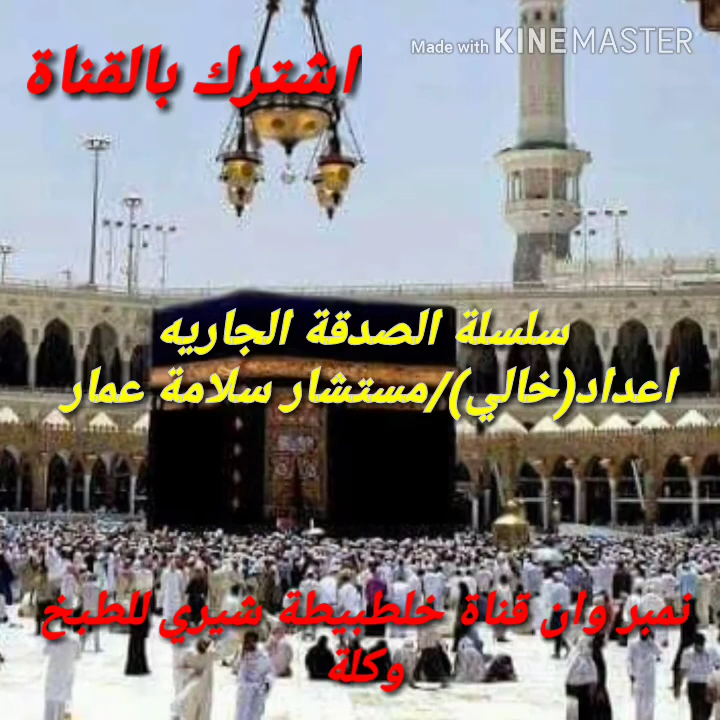 اشترك بالقناة
Made with KINEMASTER
سلسلة الصدقة الجاريه
اعداد(خالي)/مستشار سلامة عمار
نمبر وان قناة خلطبيطة شيري للطبخ
وكلة